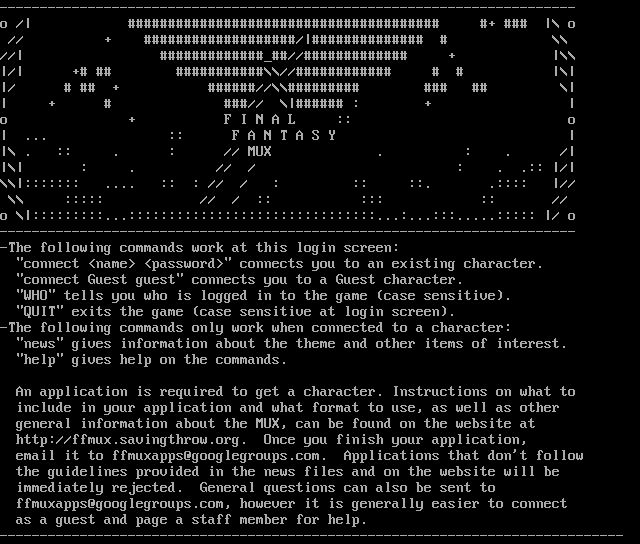 FINAL
FANTASY
MUX
-The following commands work at this login screen:
"connect <name> <password>" connects you to an existing character.
"connect Guest guest" connects you to a Guest character.
"WHO" tells you who is logged in to the game (case sensitive).
"QUIT" exits the game (case sensitive at login screen).
-The following commands only work when connected to a character:
"news" gives information about the theme and other items of interest.
"help" gives help on the commands.
An application is required to get a character. Instructions on what to
include in your application and what format to use, as well as other
general information about the MUX, can be found on the website at
http://ffmux.savingthrow.org.  Once you finish your application,
email it to ffmuxapps@googlegroups.com.  Applications that don't follow
the guidelines provided in the news files and on the website will be
immediately rejected.  General questions can also be sent to
ffmuxapps@googlegroups.com, however it is generally easier to connect
as a guest and page a staff member for help.